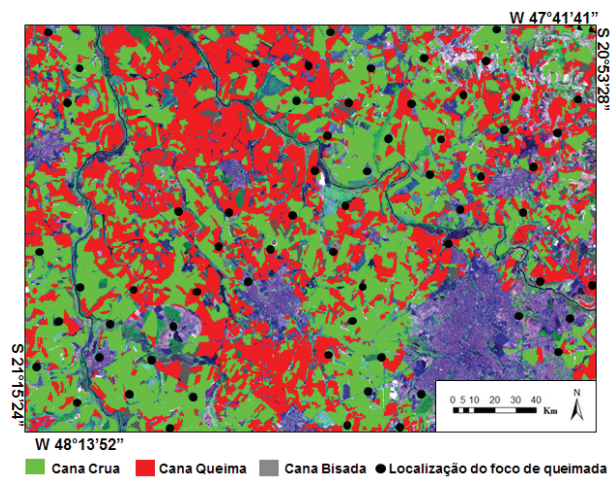 W 47°41'41"
S 20°53'28"
S 21°15'24"
0 5 10 20 30 40
Km
N
W 48°13'52"
Cana Crua
Cana Queima
Cana Bisada
Localização do foco de queimada